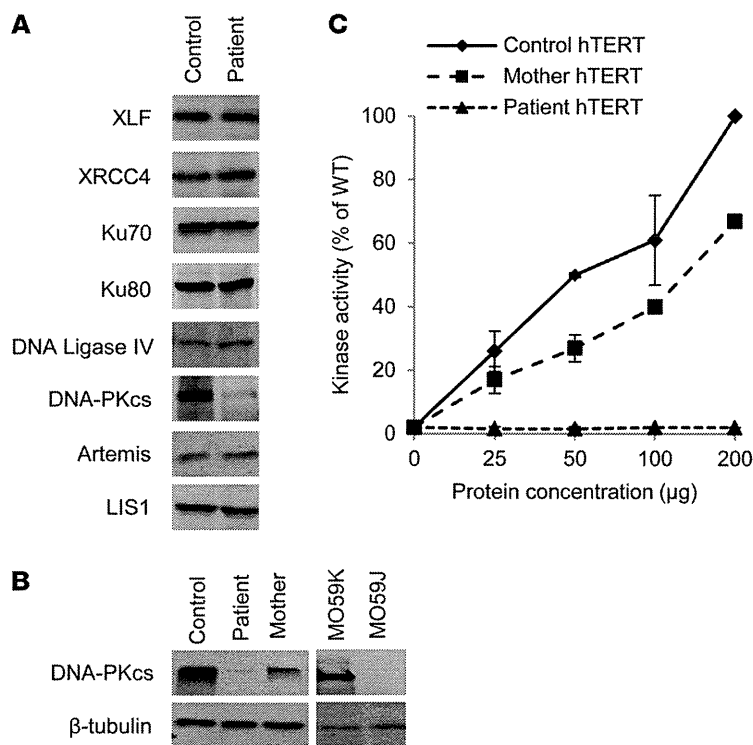 A
Control
Patient
XLF
XRCC4
Ku70
Ku80
DNA Ligase IV
DNA-PKcs
Artemis
LIS1
B
Control
Patient
Mother
MO59K
MO59J
DNA-PKcs
β-tubulin
C
Control hTERT
Mother hTERT
Patient hTERT
Kinase activity (% of WT)
100
80
60
40
20
0
0 25 50 100 200
Protein concentration (µg)